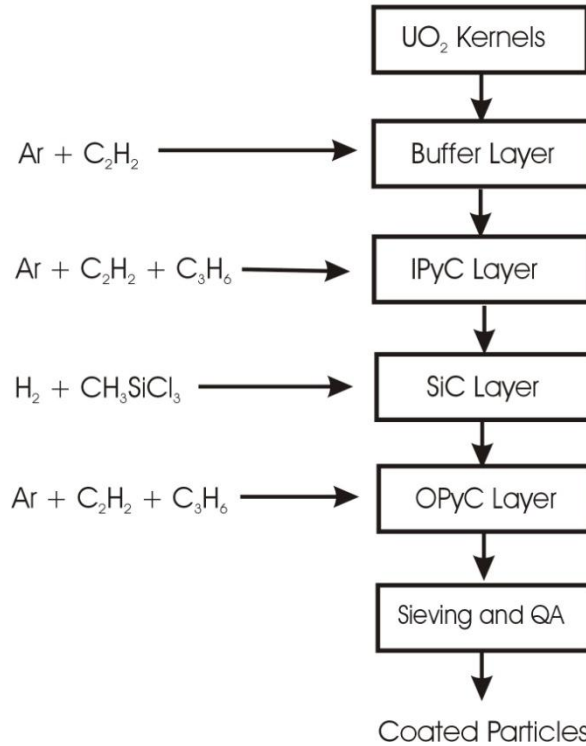 UO₂ Kernels
Ar + C₂H₂
Buffer Layer
Ar + C₂H₂ + C₃H₆
IPyC Layer
H₂ + CH₃SiCl₃
SiC Layer
Ar + C₂H₂ + C₃H₆
OPyC Layer
Sieving and QA
Coated Particles